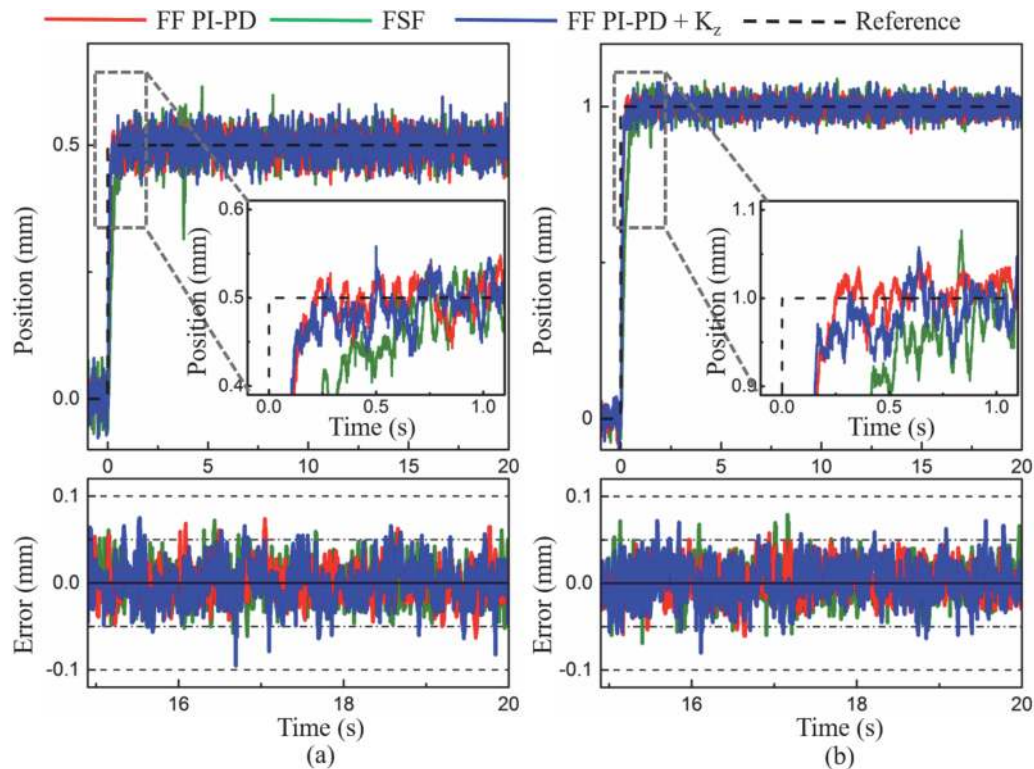 FF PI-PD FSF FF PI-PD + Kz Reference
Position (mm)
0.5
0.0
0 5 10 15 20
Position (mm)
0.6
0.5
0.4
0.0 0.5 1.0
Time (s)
Position (mm)
1
0
0 5 10 15 20
Position (mm)
1.1
1.0
0.9
0.0 0.5 1.0
Time (s)
Error (mm)
0.1
0.0
-0.1
16 18 20
Time (s)
(a)
Error (mm)
0.1
0.0
-0.1
16 18 20
Time (s)
(b)